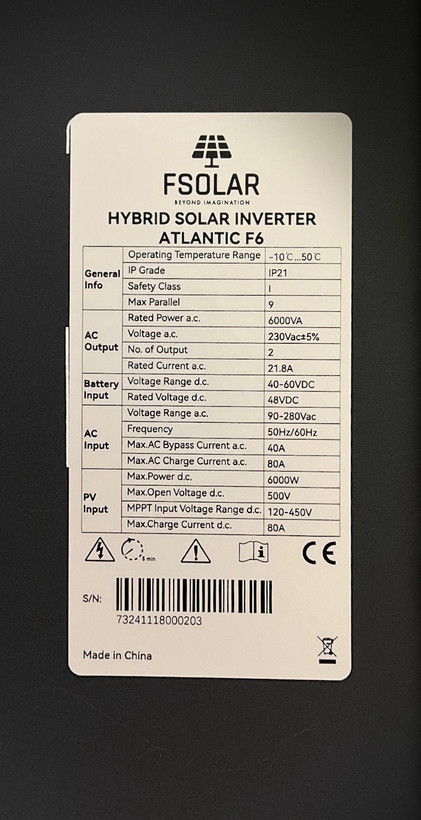 FSOLAR
BEYOND IMAGINATION
HYBRID SOLAR INVERTER
ATLANTIC F6
General Info
Operating Temperature Range -10℃...50℃
IP Grade IP21
Safety Class I
Max Parallel 9
AC Output
Rated Power a.c. 6000VA
Voltage a.c. 230Vac±5%
No. of Output 2
Rated Current a.c. 21.8A
Battery Input
Voltage Range d.c. 40-60VDC
Rated Voltage d.c. 48VDC
AC Input
Voltage Range a.c. 90-280Vac
Frequency 50Hz/60Hz
Max.AC Bypass Current a.c. 40A
Max.AC Charge Current a.c. 80A
PV Input
Max.Power d.c. 6000W
Max.Open Voltage d.c. 500V
MPPT Input Voltage Range d.c. 120-450V
Max.Charge Current d.c. 80A
5 min
i
CE
S/N:
73241118000203
Made in China